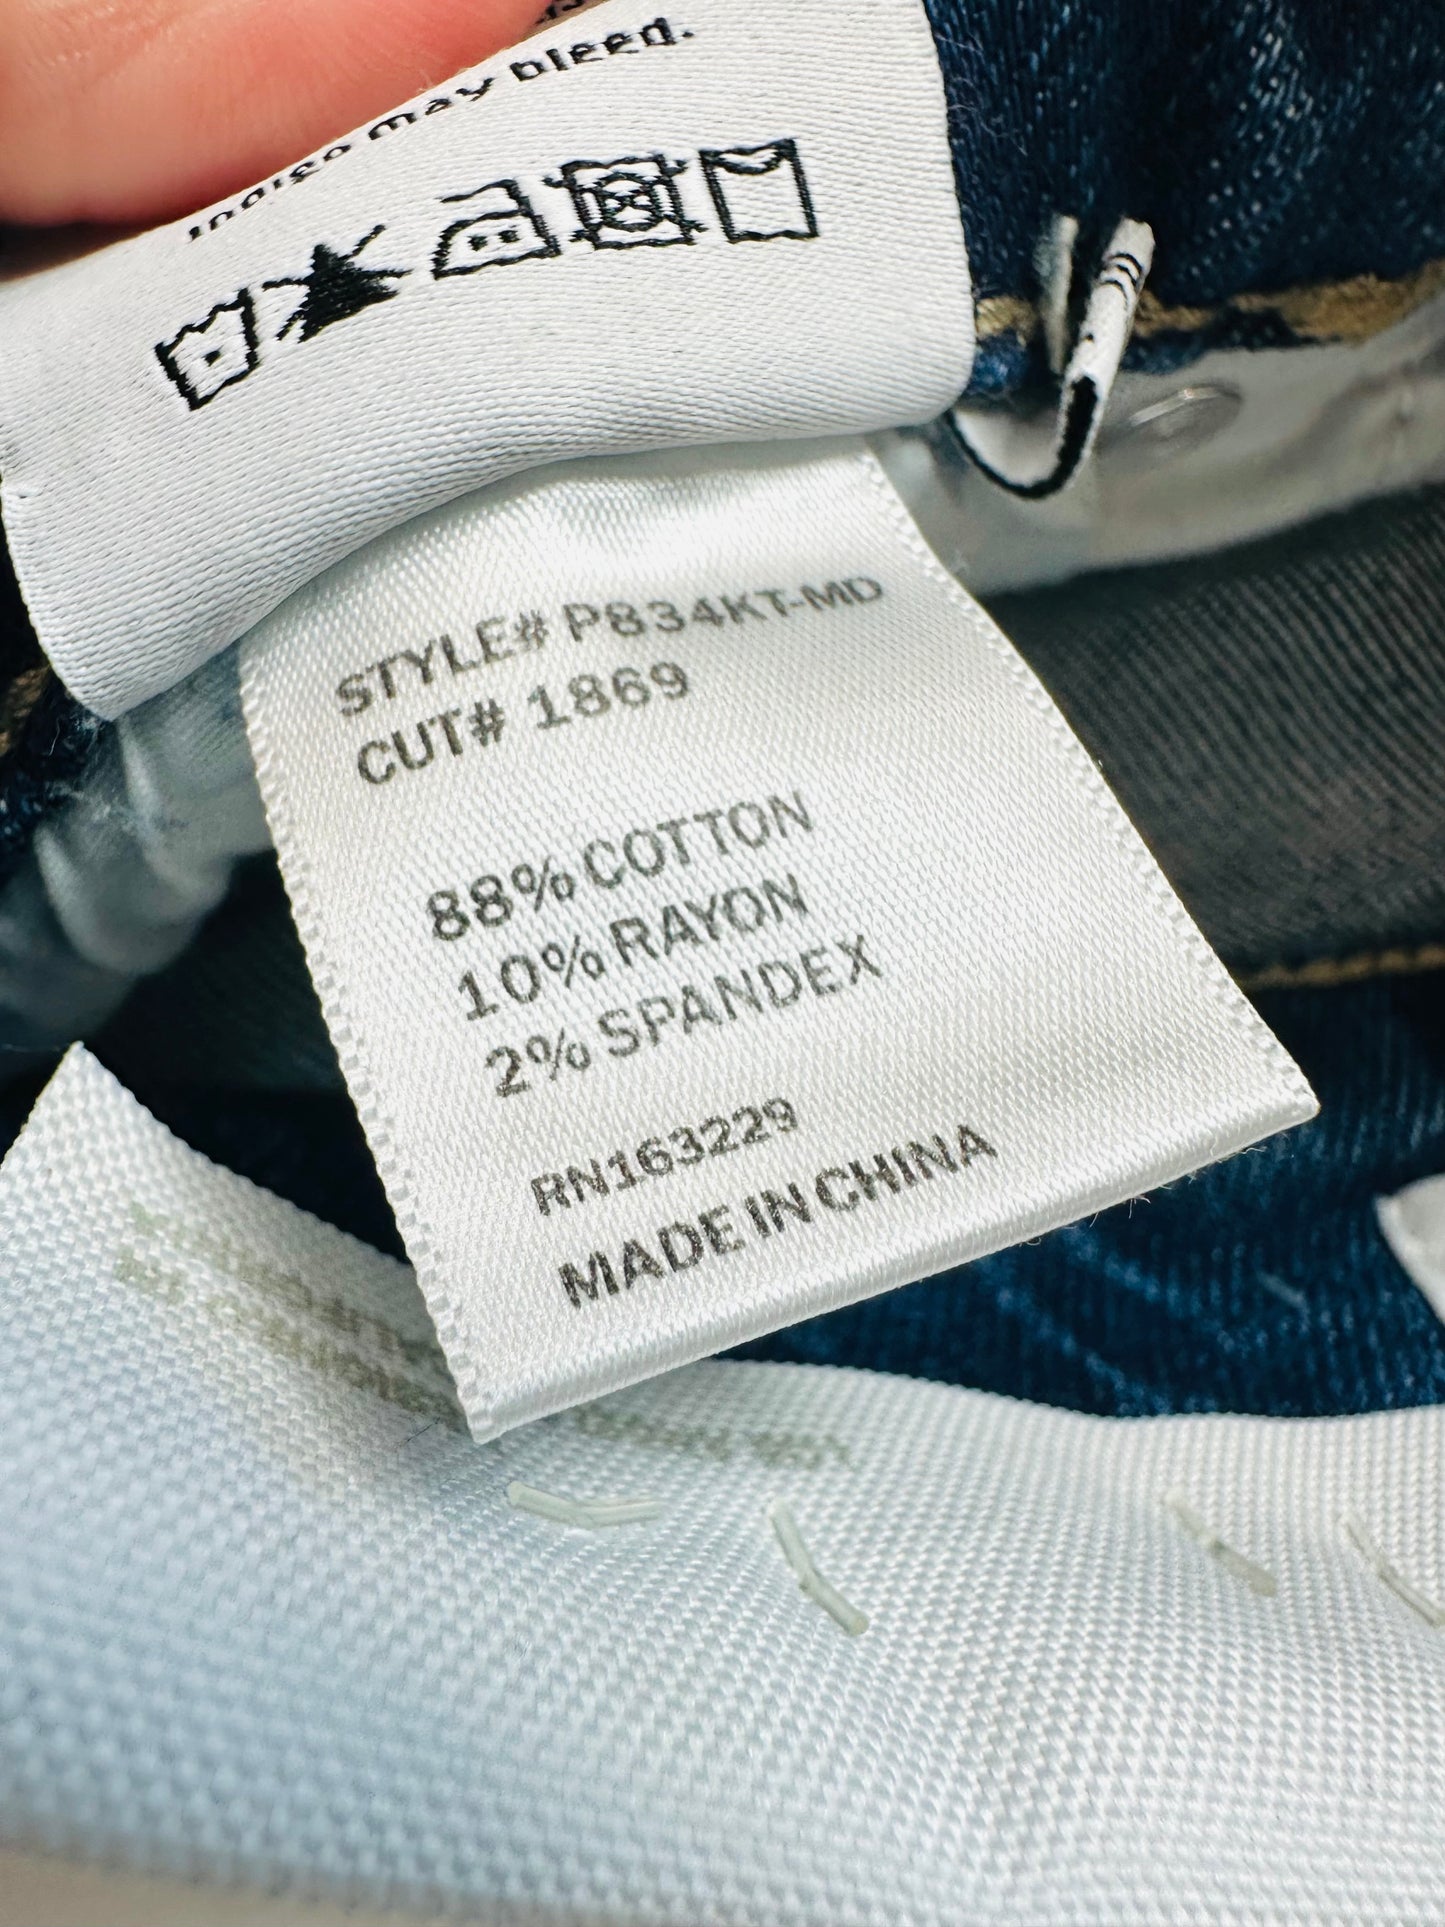 Indigo may bleed.
STYLE# P834KT-MD
CUT# 1869
88% COTTON
10% RAYON
2% SPANDEX
RN163229
MADE IN CHINA